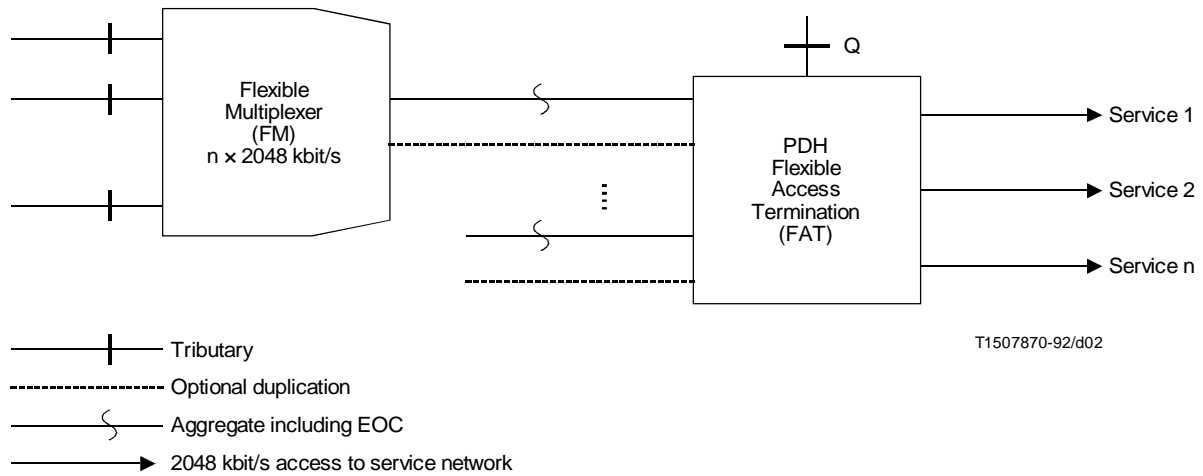 Flexible
Multiplexer
(FM)
n × 2048 kbit/s
Q
PDH
Flexible
Access
Termination
(FAT)
Service 1
Service 2
Service n
T1507870-92/d02
Tributary
Optional duplication
Aggregate including EOC
2048 kbit/s access to service network